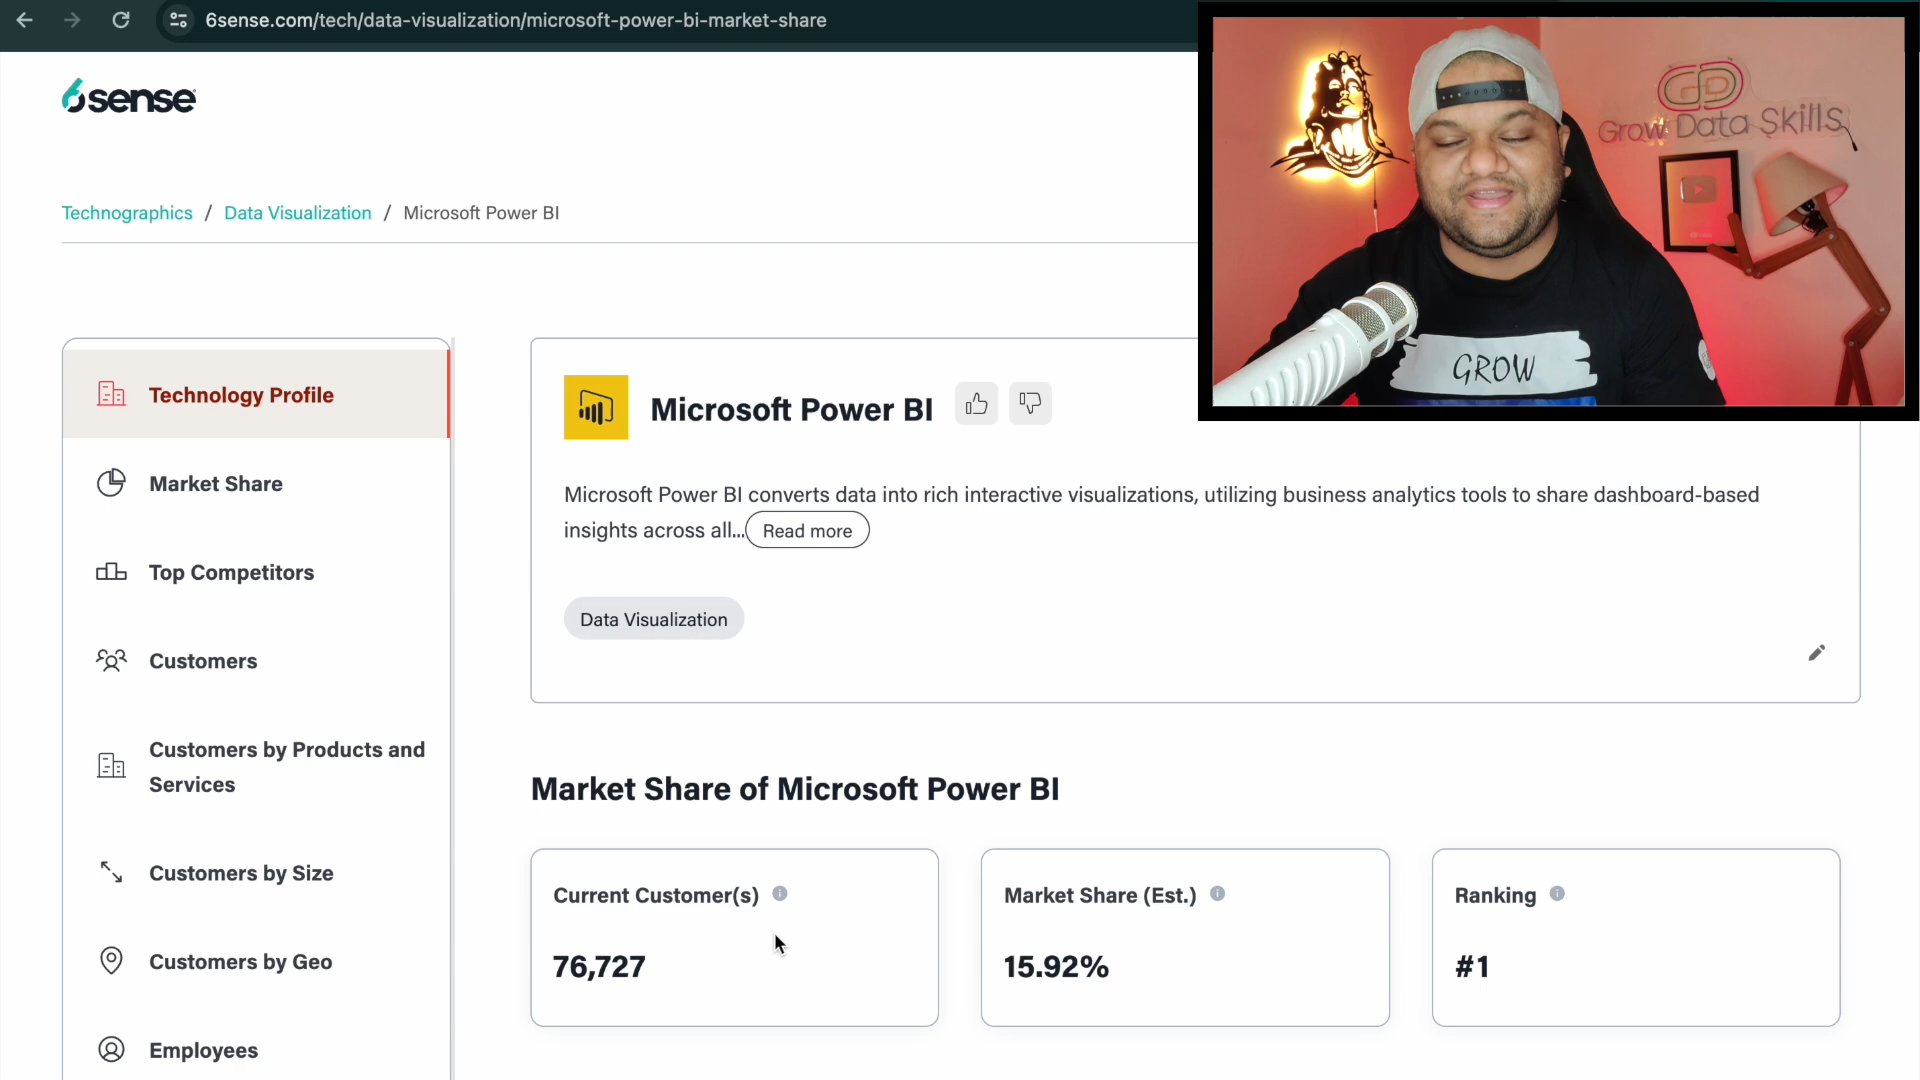 6sense.com/tech/data-visualization/microsoft-power-bi-market-share
6sense
Grow Data Skills
GROW
Technographics / Data Visualization / Microsoft Power BI
Technology Profile
Market Share
Top Competitors
Customers
Customers by Products and
Services
Customers by Size
Customers by Geo
Employees
Microsoft Power BI
Microsoft Power BI converts data into rich interactive visualizations, utilizing business analytics tools to share dashboard-based
insights across all... Read more
Data Visualization
Market Share of Microsoft Power BI
Current Customer(s)
76,727
Market Share (Est.)
15.92%
Ranking
#1